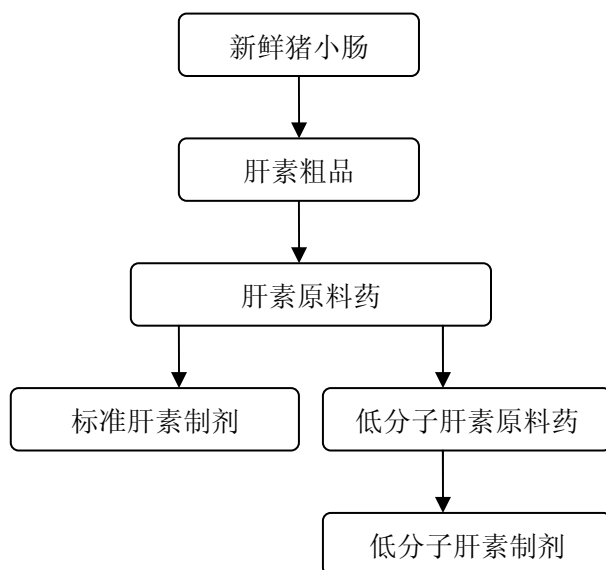 新鲜猪小肠
肝素粗品
肝素原料药
标准肝素制剂
低分子肝素原料药
低分子肝素制剂